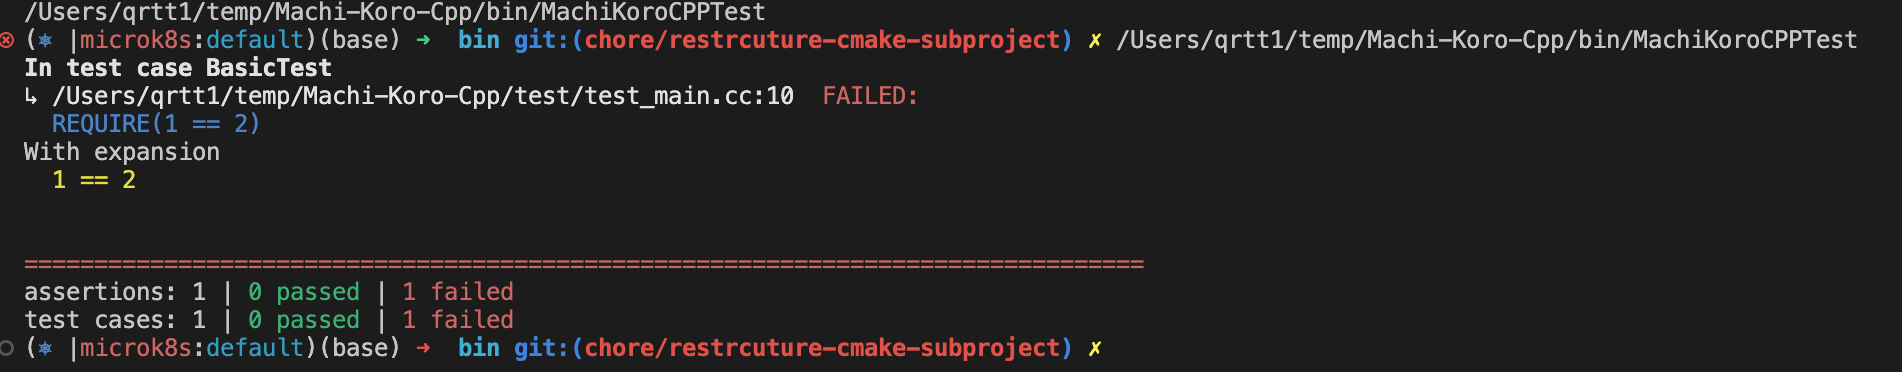 /Users/qrtt1/temp/Machi-Koro-Cpp/bin/MachiKoroCPPTest
(⎈ |microk8s:default)(base) ➜  bin git:(chore/restrcuture-cmake-subproject) ✗ /Users/qrtt1/temp/Machi-Koro-Cpp/bin/MachiKoroCPPTest
In test case BasicTest
↳ /Users/qrtt1/temp/Machi-Koro-Cpp/test/test_main.cc:10  FAILED:
  REQUIRE(1 == 2)
With expansion
  1 == 2
================================================================================
assertions: 1 | 0 passed | 1 failed
test cases: 1 | 0 passed | 1 failed
(⎈ |microk8s:default)(base) ➜  bin git:(chore/restrcuture-cmake-subproject) ✗